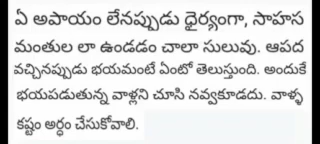 ఏ అపాయం లేనప్పుడు ధైర్యంగా, సాహస
మంతుల లా ఉండడం చాలా సులువు. ఆపద
వచ్చినప్పుడు భయమంటే ఏంటో తెలుస్తుంది. అందుకే
భయపడుతున్న వాళ్లని చూసి నవ్వకూడదు. వాళ్ళ
కష్టం అర్ధం చేసుకోవాలి.